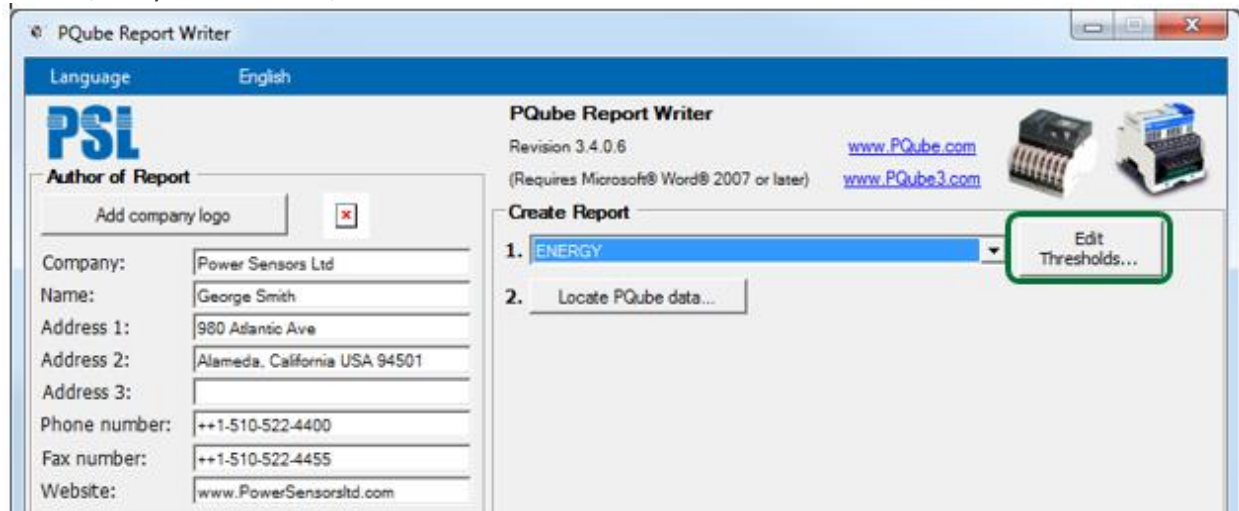 PQube Report Writer
Language English
PSL
Author of Report
Add company logo
Company: Power Sensors Ltd
Name: George Smith
Address 1: 980 Atlantic Ave
Address 2: Alameda, California USA 94501
Address 3:
Phone number: ++1-510-522-4400
Fax number: ++1-510-522-4455
Website: www.PowerSensorsltd.com
PQube Report Writer
Revision 3.4.0.6 www.PQube.com
(Requires Microsoft® Word® 2007 or later) www.PQube3.com
Create Report
1. ENERGY
Edit
Thresholds...
2. Locate PQube data...